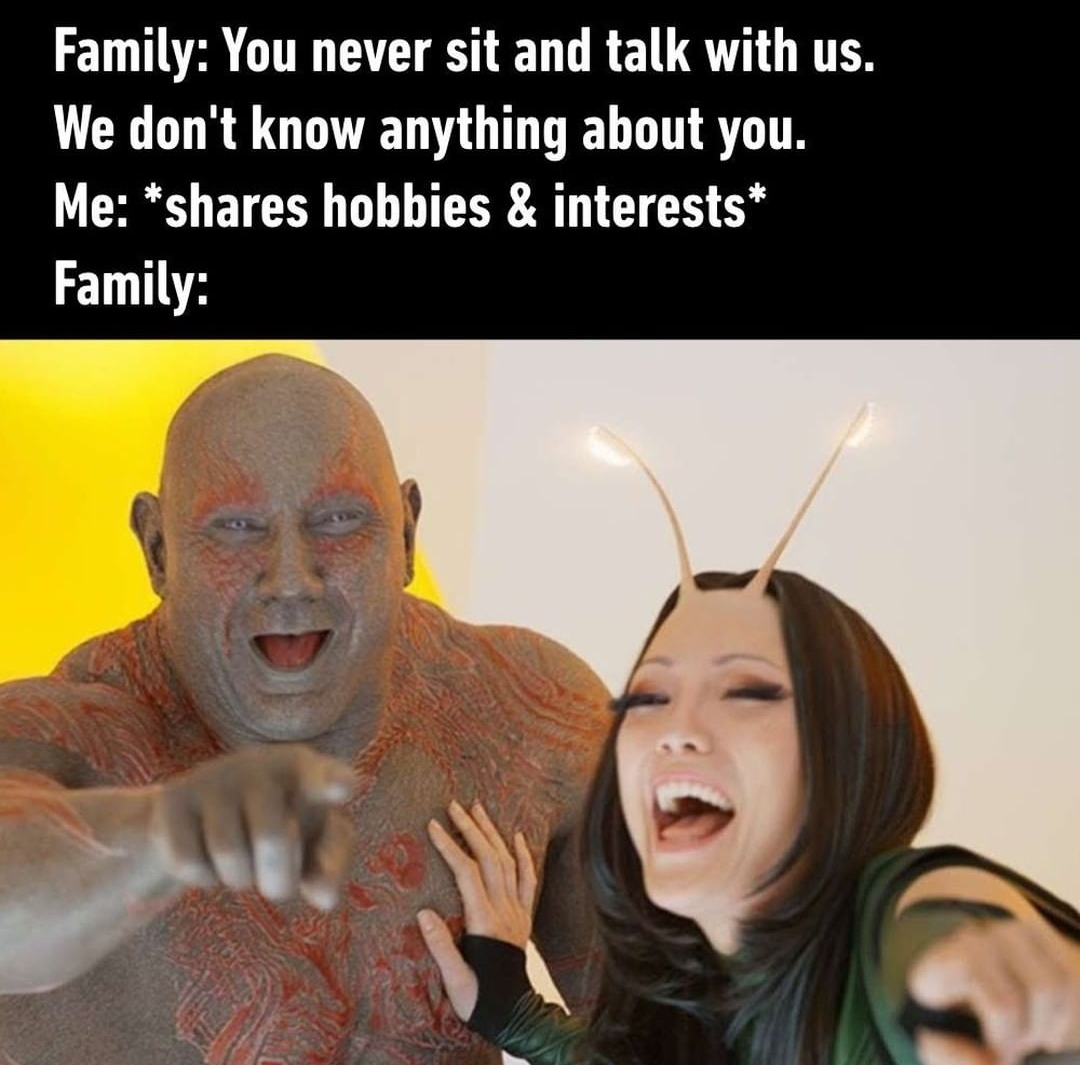 Family: You never sit and talk with us.
We don't know anything about you.
Me: *shares hobbies & interests*
Family: